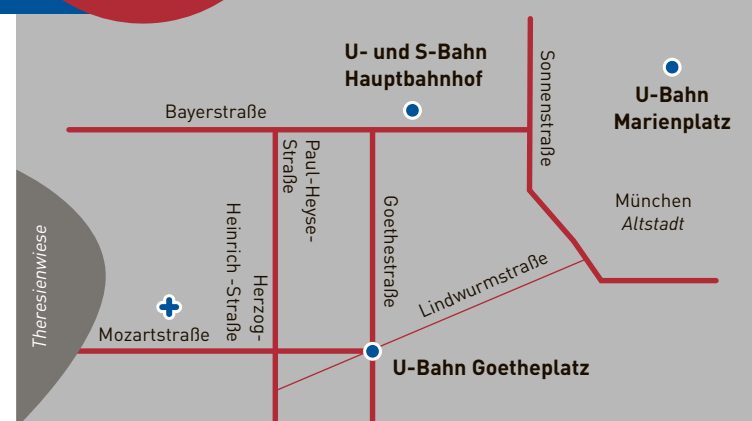 U- und S-Bahn
Hauptbahnhof
Sonnenstraße
U-Bahn
Marienplatz
Bayerstraße
Paul-Heyse-
Straße
München
Altstadt
Goethestraße
Herzog-
Heinrich -Straße
Theresienwiese
Lindwurmstraße
Mozartstraße
U-Bahn Goetheplatz